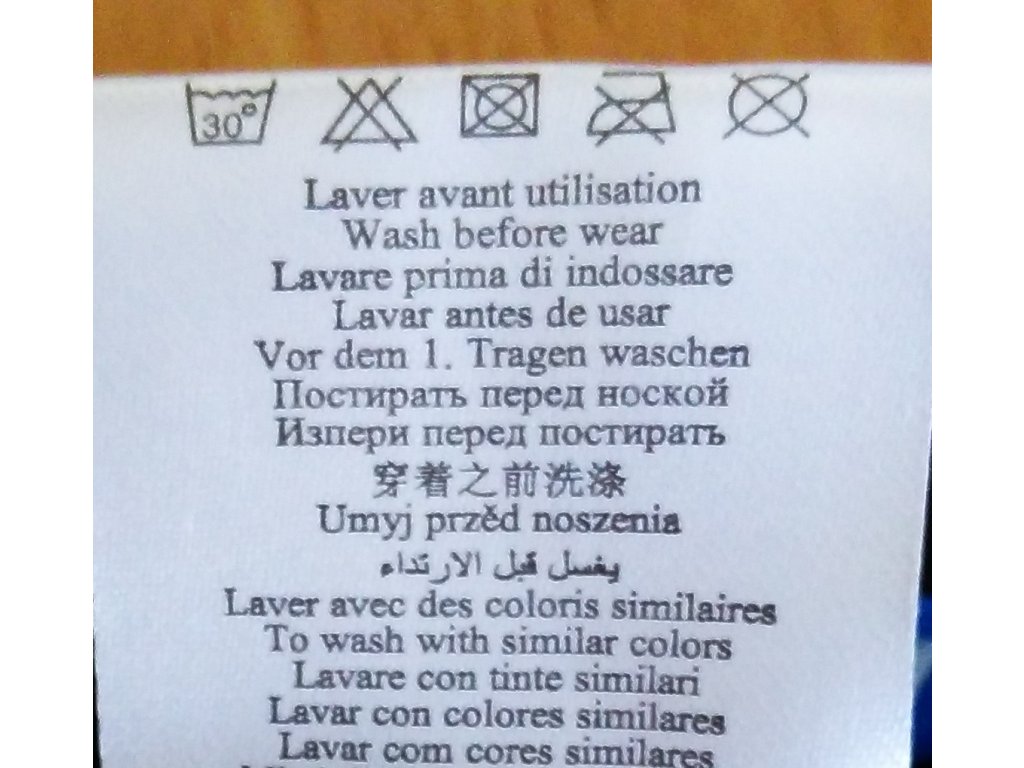 30°
Laver avant utilisation
Wash before wear
Lavare prima di indossare
Lavar antes de usar
Vor dem 1. Tragen waschen
Постирать перед ноской
Изпери перед постирать
穿着之前洗涤
Umyj przěd noszenia
يغسل قبل الارتداء
Laver avec des coloris similaires
To wash with similar colors
Lavare con tinte similari
Lavar con colores similares
Lavar com cores similares